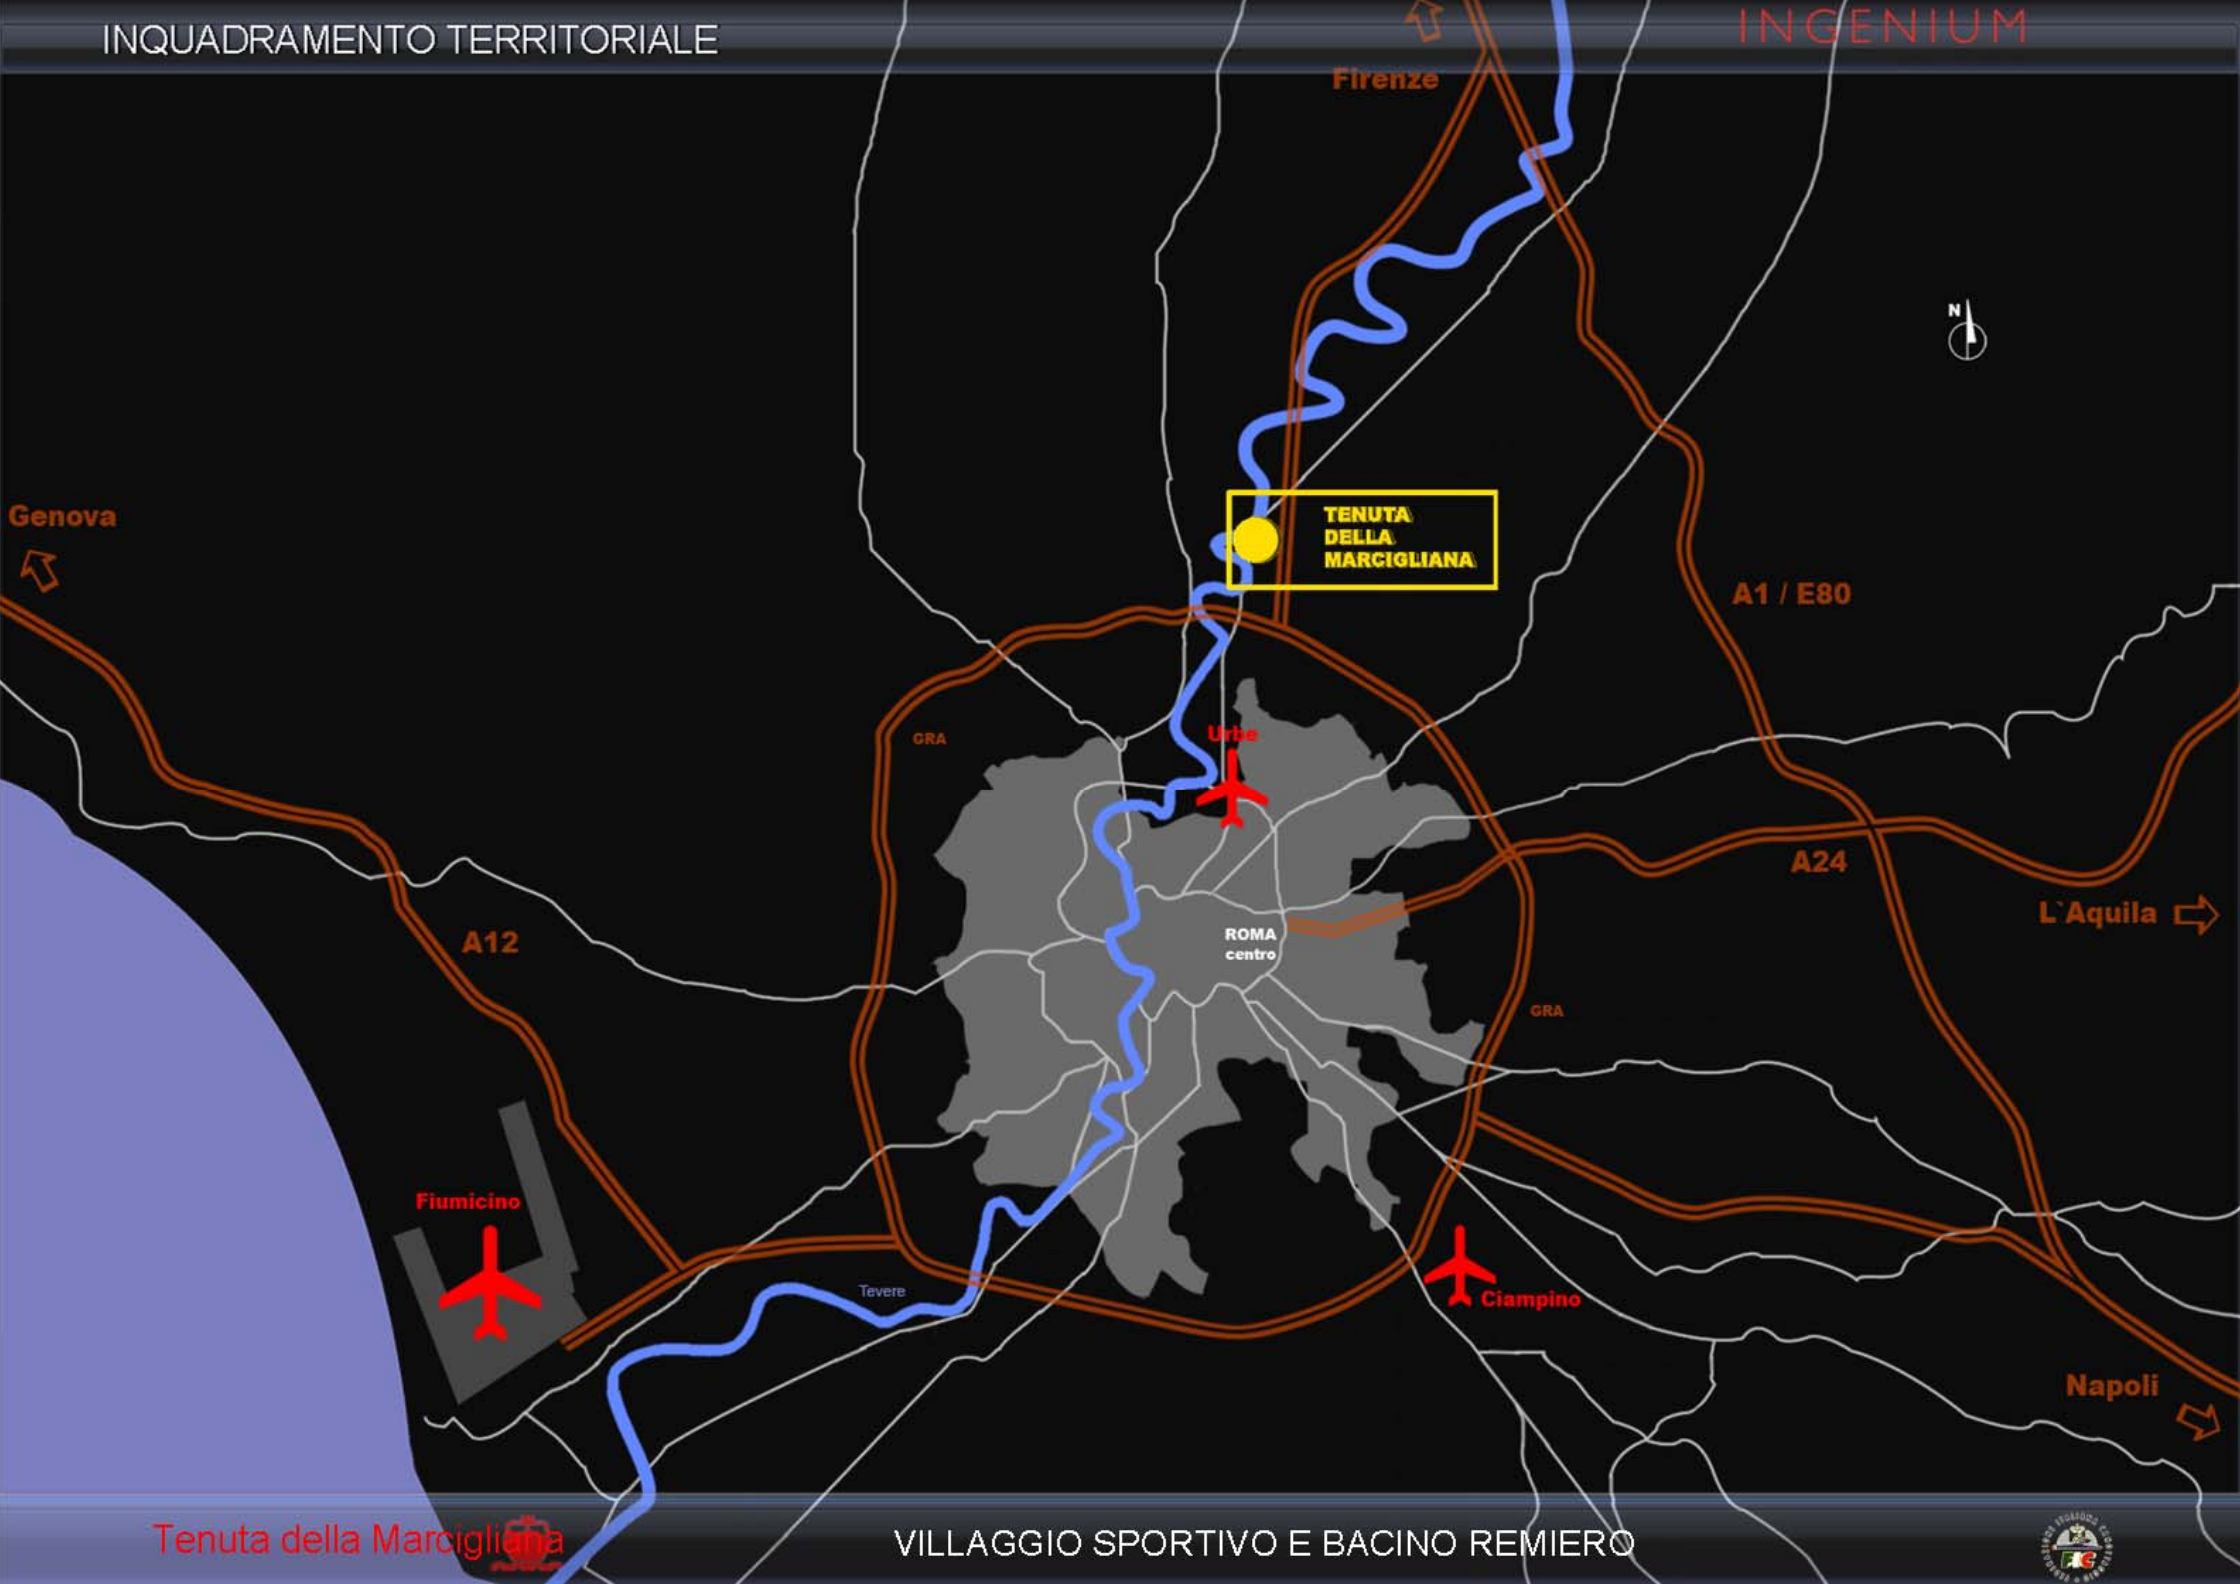 INQUADRAMENTO TERRITORIALE
INGENIUM
Firenze
N
Genova
TENUTA
DELLA
MARCIGLIANA
A1 / E80
GRA
Urbe
A24
L`Aquila
A12
ROMA
centro
GRA
Fiumicino
Tevere
Ciampino
Napoli
Tenuta della Marcigliana
VILLAGGIO SPORTIVO E BACINO REMIERO
FIC